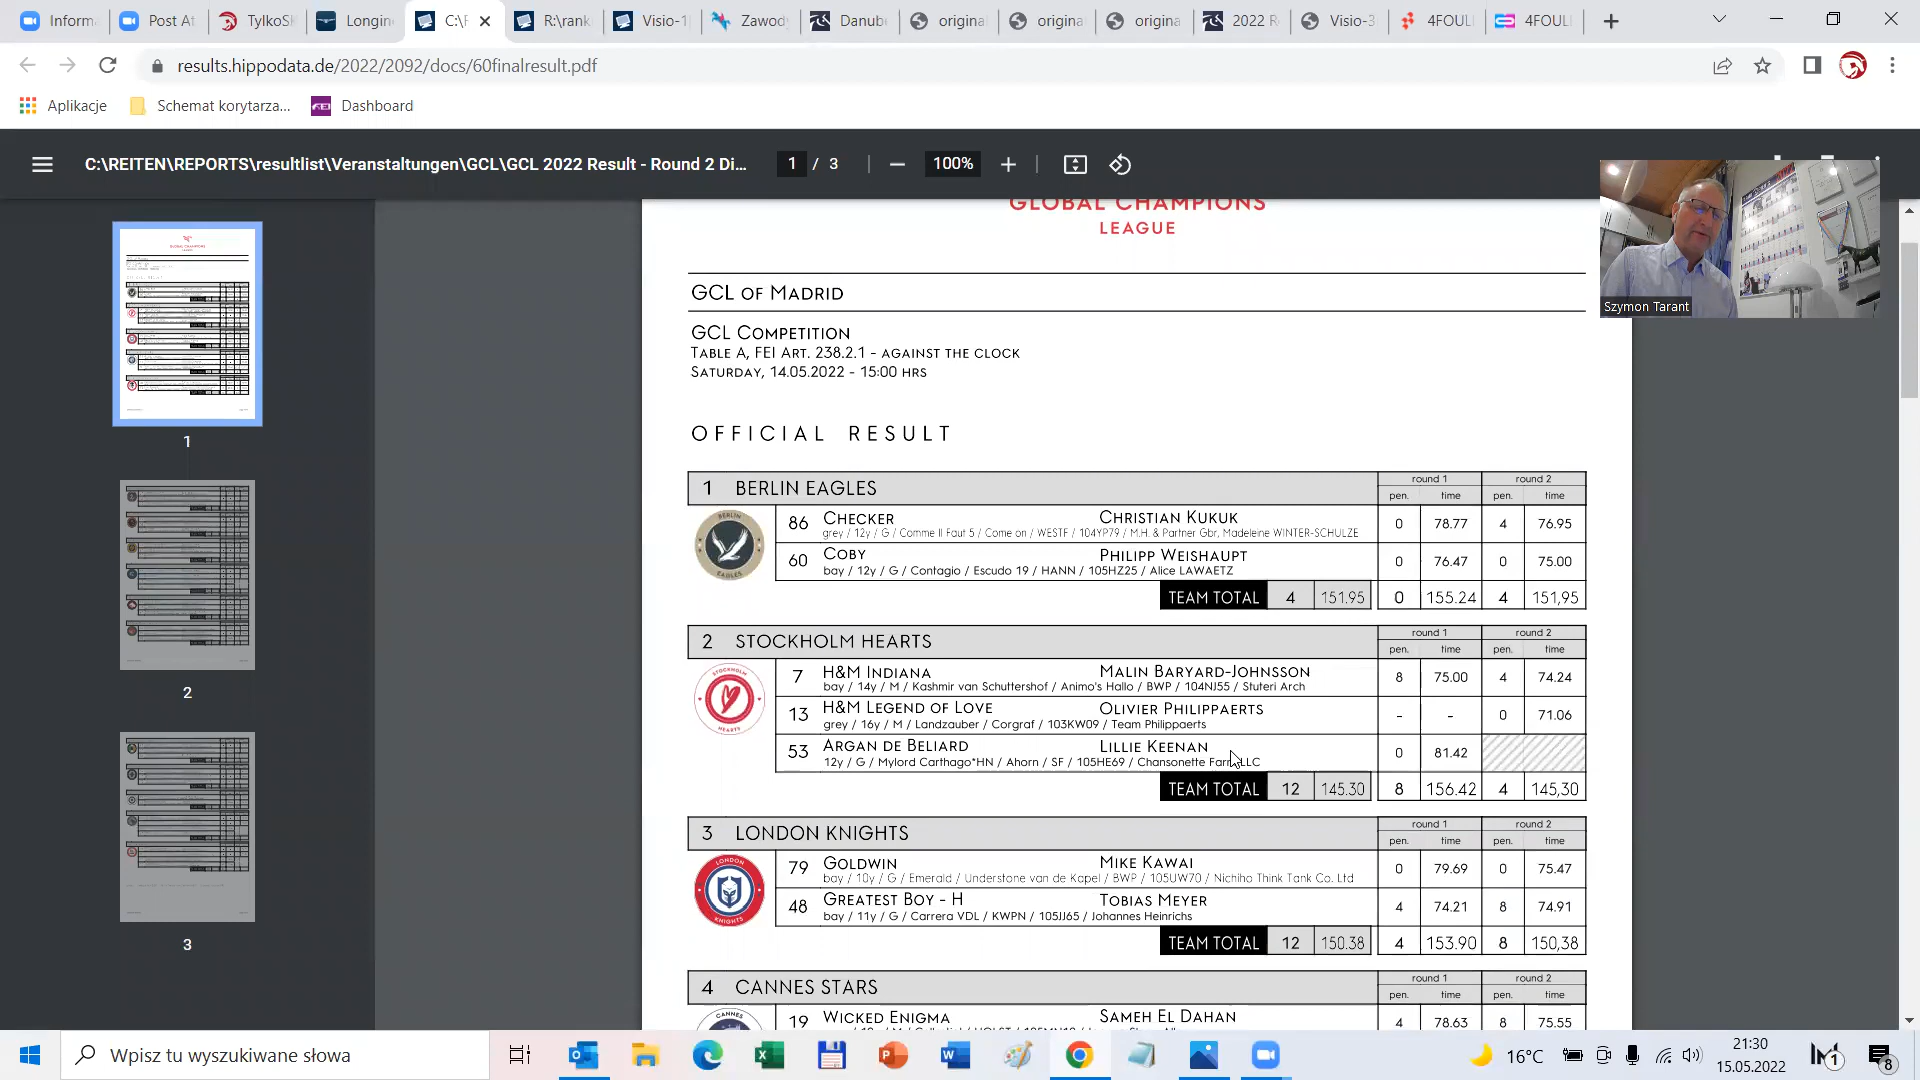 Inform
Post At
TylkoSK
Longine
C:\F
R:\rank
Visio-1
Zawod
Danub
origina
origina
origina
2022 R
Visio-3
4FOUL
4FOUL
results.hippodata.de/2022/2092/docs/60finalresult.pdf
Aplikacje
Schemat korytarza...
Dashboard
C:\REITEN\REPORTS\resultlist\Veranstaltungen\GCL\GCL 2022 Result - Round 2 Di...
1 / 3
100%
Szymon Tarant
1
2
3
GLOBAL CHAMPIONS
LEAGUE
GCL OF MADRID
GCL COMPETITION
TABLE A, FEI ART. 238.2.1 - AGAINST THE CLOCK
SATURDAY, 14.05.2022 - 15:00 HRS
OFFICIAL RESULT
1 BERLIN EAGLES round 1 round 2
pen. time pen. time
BERLIN EAGLES
86 CHECKER CHRISTIAN KUKUK 0 78.77 4 76.95
grey / 12y / G / Comme Il Faut 5 / Come on / WESTF / 104YP79 / M.H. & Partner Gbr, Madeleine WINTER-SCHULZE
60 COBY PHILIPP WEISHAUPT 0 76.47 0 75.00
bay / 12y / G / Contagio / Escudo 19 / HANN / 105HZ25 / Alice LAWAETZ
TEAM TOTAL 4 151.95 0 155.24 4 151,95
2 STOCKHOLM HEARTS round 1 round 2
pen. time pen. time
STOCKHOLM HEARTS
7 H&M INDIANA MALIN BARYARD-JOHNSSON 8 75.00 4 74.24
bay / 14y / M / Kashmir van Schuttershof / Animo's Hallo / BWP / 104NJ55 / Stuteri Arch
13 H&M LEGEND OF LOVE OLIVIER PHILIPPAERTS - - 0 71.06
grey / 16y / M / Landzauber / Corgraf / 103KW09 / Team Philippaerts
53 ARGAN DE BELIARD LILLIE KEENAN 0 81.42
12y / G / Mylord Carthago*HN / Ahorn / SF / 105HE69 / Chansonette Farm LLC
TEAM TOTAL 12 145.30 8 156.42 4 145,30
3 LONDON KNIGHTS round 1 round 2
pen. time pen. time
LONDON KNIGHTS
79 GOLDWIN MIKE KAWAI 0 79.69 0 75.47
bay / 10y / G / Emerald / Understone van de Kapel / BWP / 105UW70 / Nichiho Think Tank Co. Ltd
48 GREATEST BOY - H TOBIAS MEYER 4 74.21 8 74.91
bay / 11y / G / Carrera VDL / KWPN / 105JJ65 / Johannes Heinrichs
TEAM TOTAL 12 150.38 4 153.90 8 150,38
4 CANNES STARS round 1 round 2
pen. time pen. time
CANNES
19 WICKED ENIGMA SAMEH EL DAHAN 4 78.63 8 75.55
Wpisz tu wyszukiwane słowa
16°C
21:30
15.05.2022
1
8